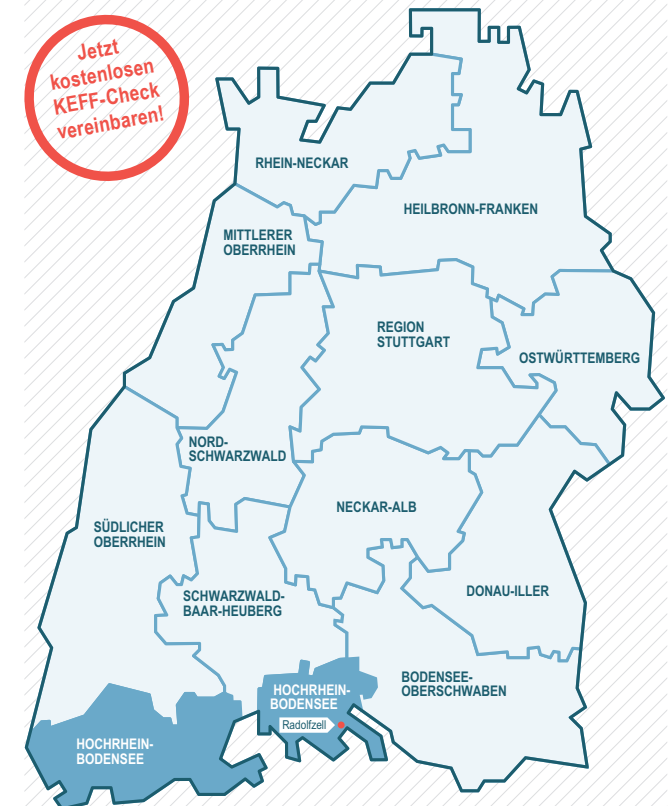 Jetzt
kostenlosen
KEFF-Check
vereinbaren!
RHEIN-NECKAR
HEILBRONN-FRANKEN
MITTLERER
OBERRHEIN
REGION
STUTTGART
OSTWÜRTTEMBERG
NORD-
SCHWARZWALD
NECKAR-ALB
SÜDLICHER
OBERRHEIN
SCHWARZWALD-
BAAR-HEUBERG
DONAU-ILLER
BODENSEE-
OBERSCHWABEN
HOCHRHEIN-
BODENSEE
Radolfzell
HOCHRHEIN-
BODENSEE